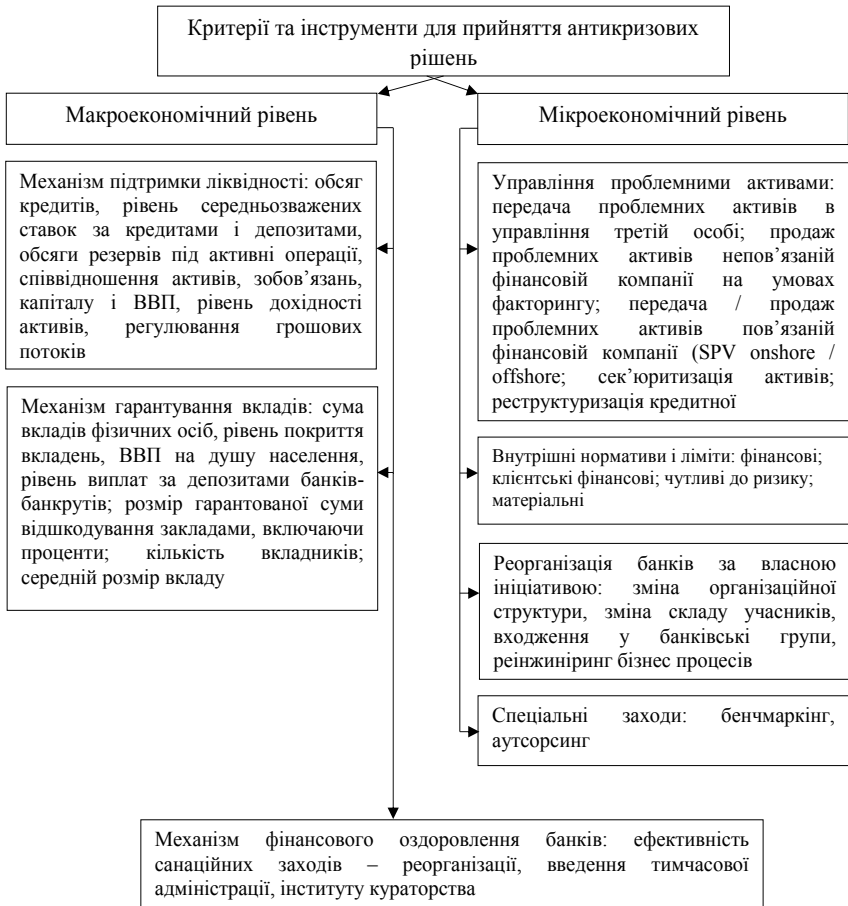 Критерії та інструменти для прийняття антикризових
рішень
Макроекономічний рівень
Механізм підтримки ліквідності: обсяг
кредитів, рівень середньозважених
ставок за кредитами і депозитами,
обсяги резервів під активні операції,
співвідношення активів, зобов’язань,
капіталу і ВВП, рівень дохідності
активів, регулювання грошових
потоків
Механізм гарантування вкладів: сума
вкладів фізичних осіб, рівень покриття
вкладень, ВВП на душу населення,
рівень виплат за депозитами банків-
банкрутів; розмір гарантованої суми
відшкодування закладами, включаючи
проценти; кількість вкладників;
середній розмір вкладу
Мікроекономічний рівень
Управління проблемними активами:
передача проблемних активів в
управління третій особі; продаж
проблемних активів непов’язаній
фінансовій компанії на умовах
факторингу; передача / продаж
проблемних активів пов’язаній
фінансовій компанії (SPV onshore /
offshore; сек’юритизація активів;
реструктуризація кредитної
Внутрішні нормативи і ліміти: фінансові;
клієнтські фінансові; чутливі до ризику;
матеріальні
Реорганізація банків за власною
ініціативою: зміна організаційної
структури, зміна складу учасників,
входження у банківські групи,
реінжиніринг бізнес процесів
Спеціальні заходи: бенчмаркінг,
аутсорсинг
Механізм фінансового оздоровлення банків: ефективність
санаційних заходів – реорганізації, введення тимчасової
адміністрації, інституту кураторства